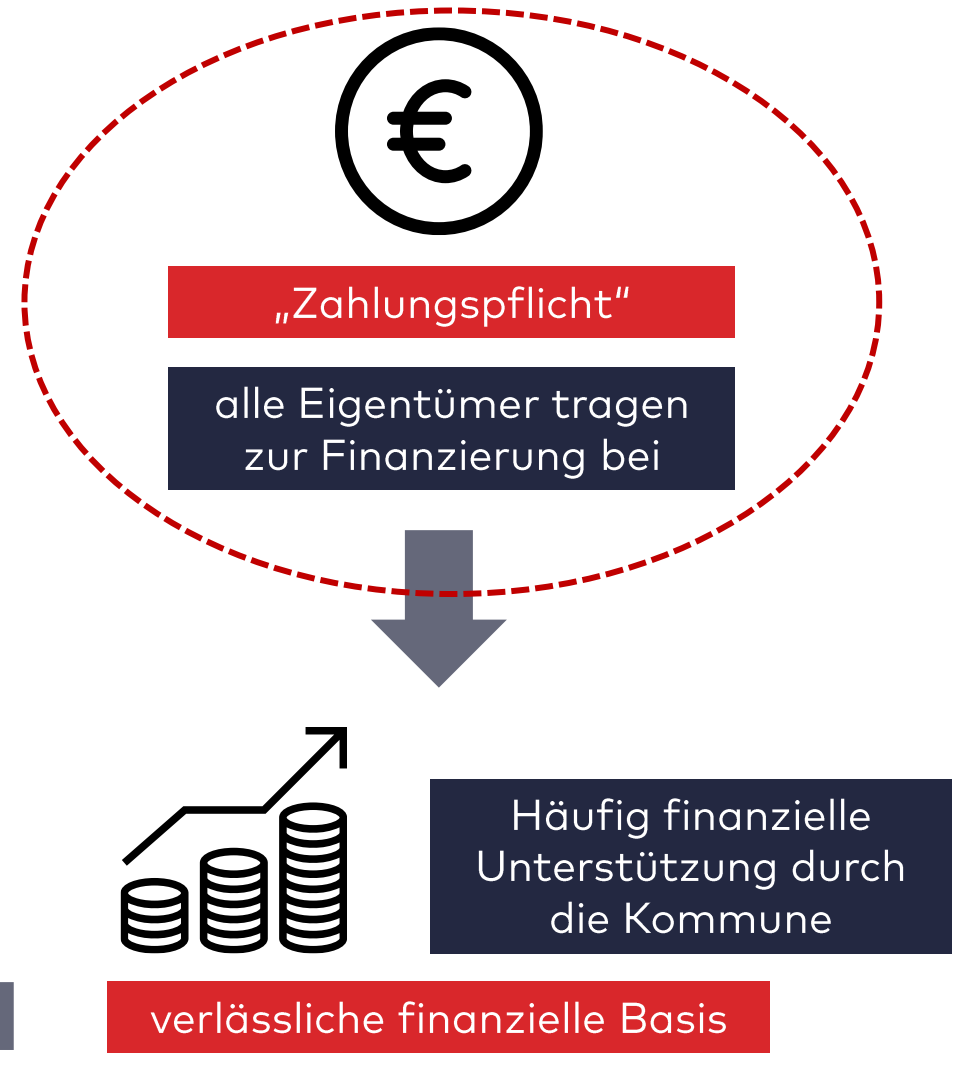 €
„Zahlungspflicht“
alle Eigentümer tragen
zur Finanzierung bei
Häufig finanzielle
Unterstützung durch
die Kommune
verlässliche finanzielle Basis